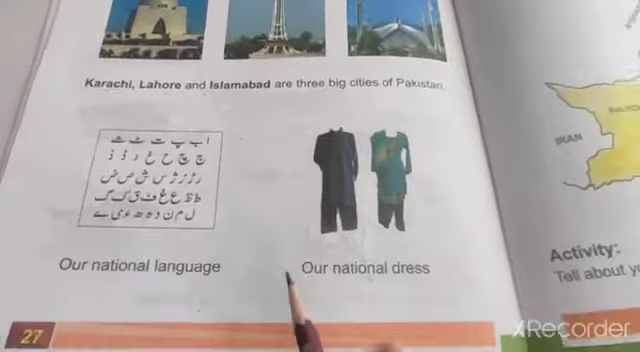 Karachi, Lahore and Islamabad are three big cities of Pakistan.
ا ب پ ت ٹ ث
ج چ ح خ د ڈ ذ
ر ڑ ز ژ س ش ص ض
ط ظ ع غ ف ق ک گ
ل م ن و ہ ھ ء ی ے
Our national language
Our national dress
27
IRAN
Activity:
Tell about
XRecorder